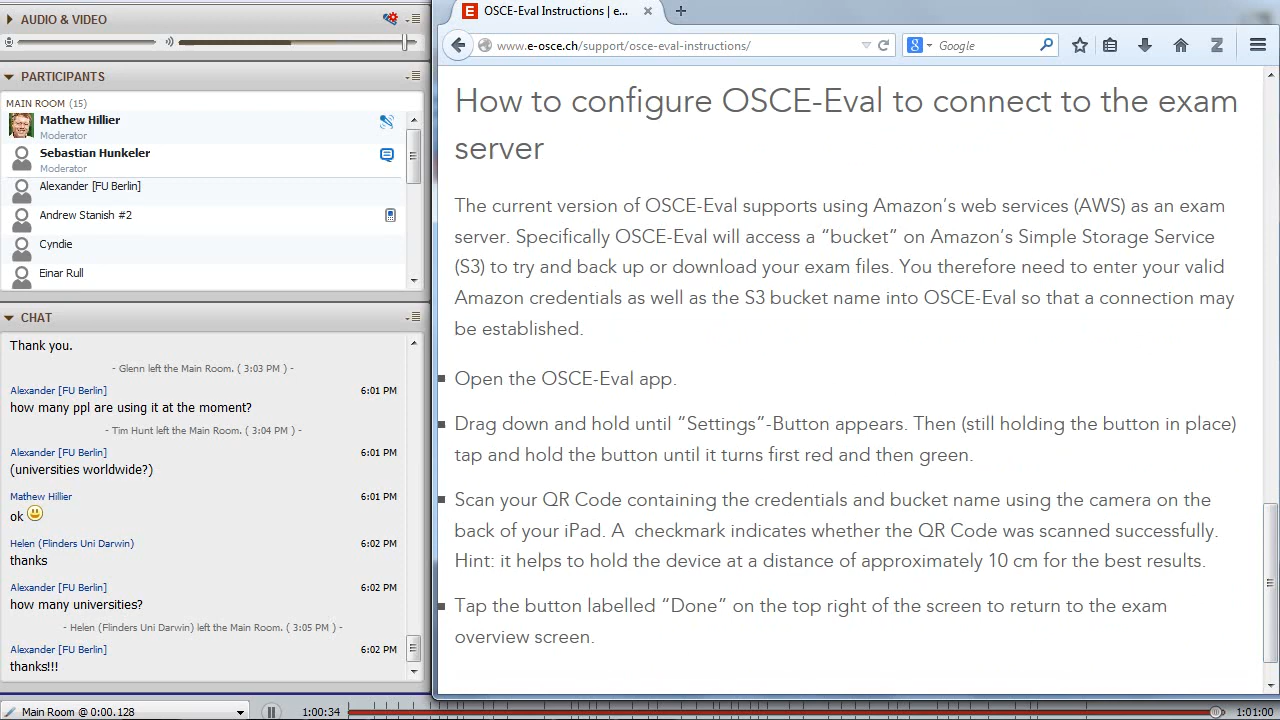 AUDIO & VIDEO
PARTICIPANTS
MAIN ROOM (15)
Mathew Hillier
Moderator
Sebastian Hunkeler
Moderator
Alexander [FU Berlin]
Andrew Stanish #2
Cyndie
Einar Rull
CHAT
Thank you.
- Glenn left the Main Room. ( 3:03 PM ) -
Alexander [FU Berlin] 6:01 PM
how many ppl are using it at the moment?
- Tim Hunt left the Main Room. ( 3:04 PM ) -
Alexander [FU Berlin] 6:01 PM
(universities worldwide?)
Mathew Hillier 6:01 PM
ok
Helen (Flinders Uni Darwin) 6:02 PM
thanks
Alexander [FU Berlin] 6:02 PM
how many universities?
- Helen (Flinders Uni Darwin) left the Main Room. ( 3:05 PM ) -
Alexander [FU Berlin] 6:02 PM
thanks!!!
Main Room @ 0:00.128
1:00:34
1:01:00
E OSCE-Eval Instructions | e...
www.e-osce.ch/support/osce-eval-instructions/
8 Google
Z
How to configure OSCE-Eval to connect to the exam
server
The current version of OSCE-Eval supports using Amazon's web services (AWS) as an exam
server. Specifically OSCE-Eval will access a “bucket” on Amazon's Simple Storage Service
(S3) to try and back up or download your exam files. You therefore need to enter your valid
Amazon credentials as well as the S3 bucket name into OSCE-Eval so that a connection may
be established.
Open the OSCE-Eval app.
Drag down and hold until “Settings”-Button appears. Then (still holding the button in place)
tap and hold the button until it turns first red and then green.
Scan your QR Code containing the credentials and bucket name using the camera on the
back of your iPad. A checkmark indicates whether the QR Code was scanned successfully.
Hint: it helps to hold the device at a distance of approximately 10 cm for the best results.
Tap the button labelled “Done” on the top right of the screen to return to the exam
overview screen.